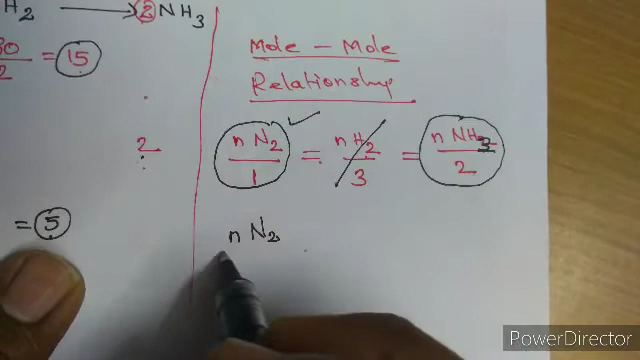 H₂ ⟶ 2NH₃
30/2 = 15
2
:
= 5
Mole - Mole
Relationship
n N₂/1 = n H₂/3 = n NH₃/2
n N₂
PowerDirector